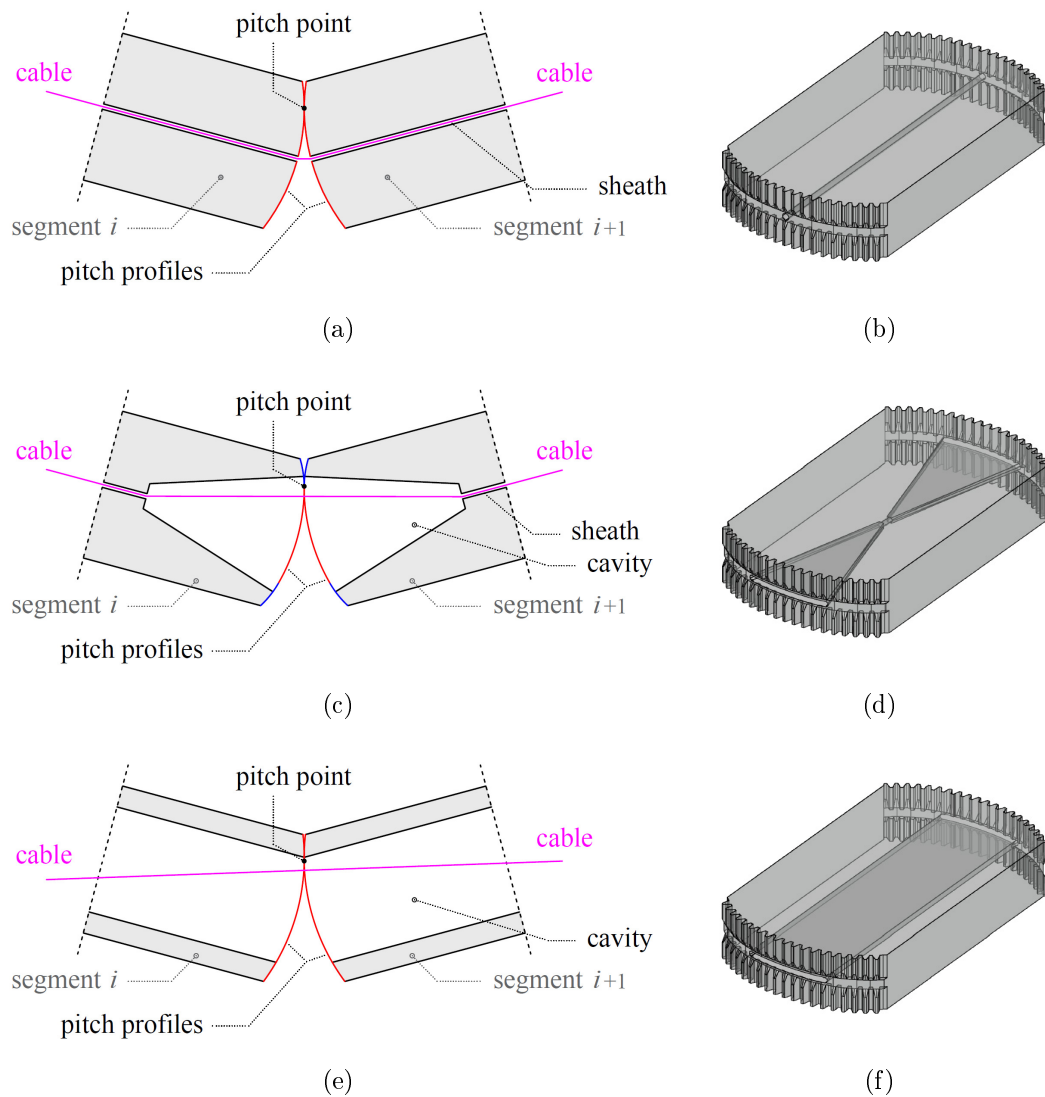 pitch point
cable
cable
sheath
segment i
segment i+1
pitch profiles
(a)
(b)
pitch point
cable
cable
sheath
cavity
segment i
segment i+1
pitch profiles
(c)
(d)
pitch point
cable
cable
cavity
segment i
segment i+1
pitch profiles
(e)
(f)